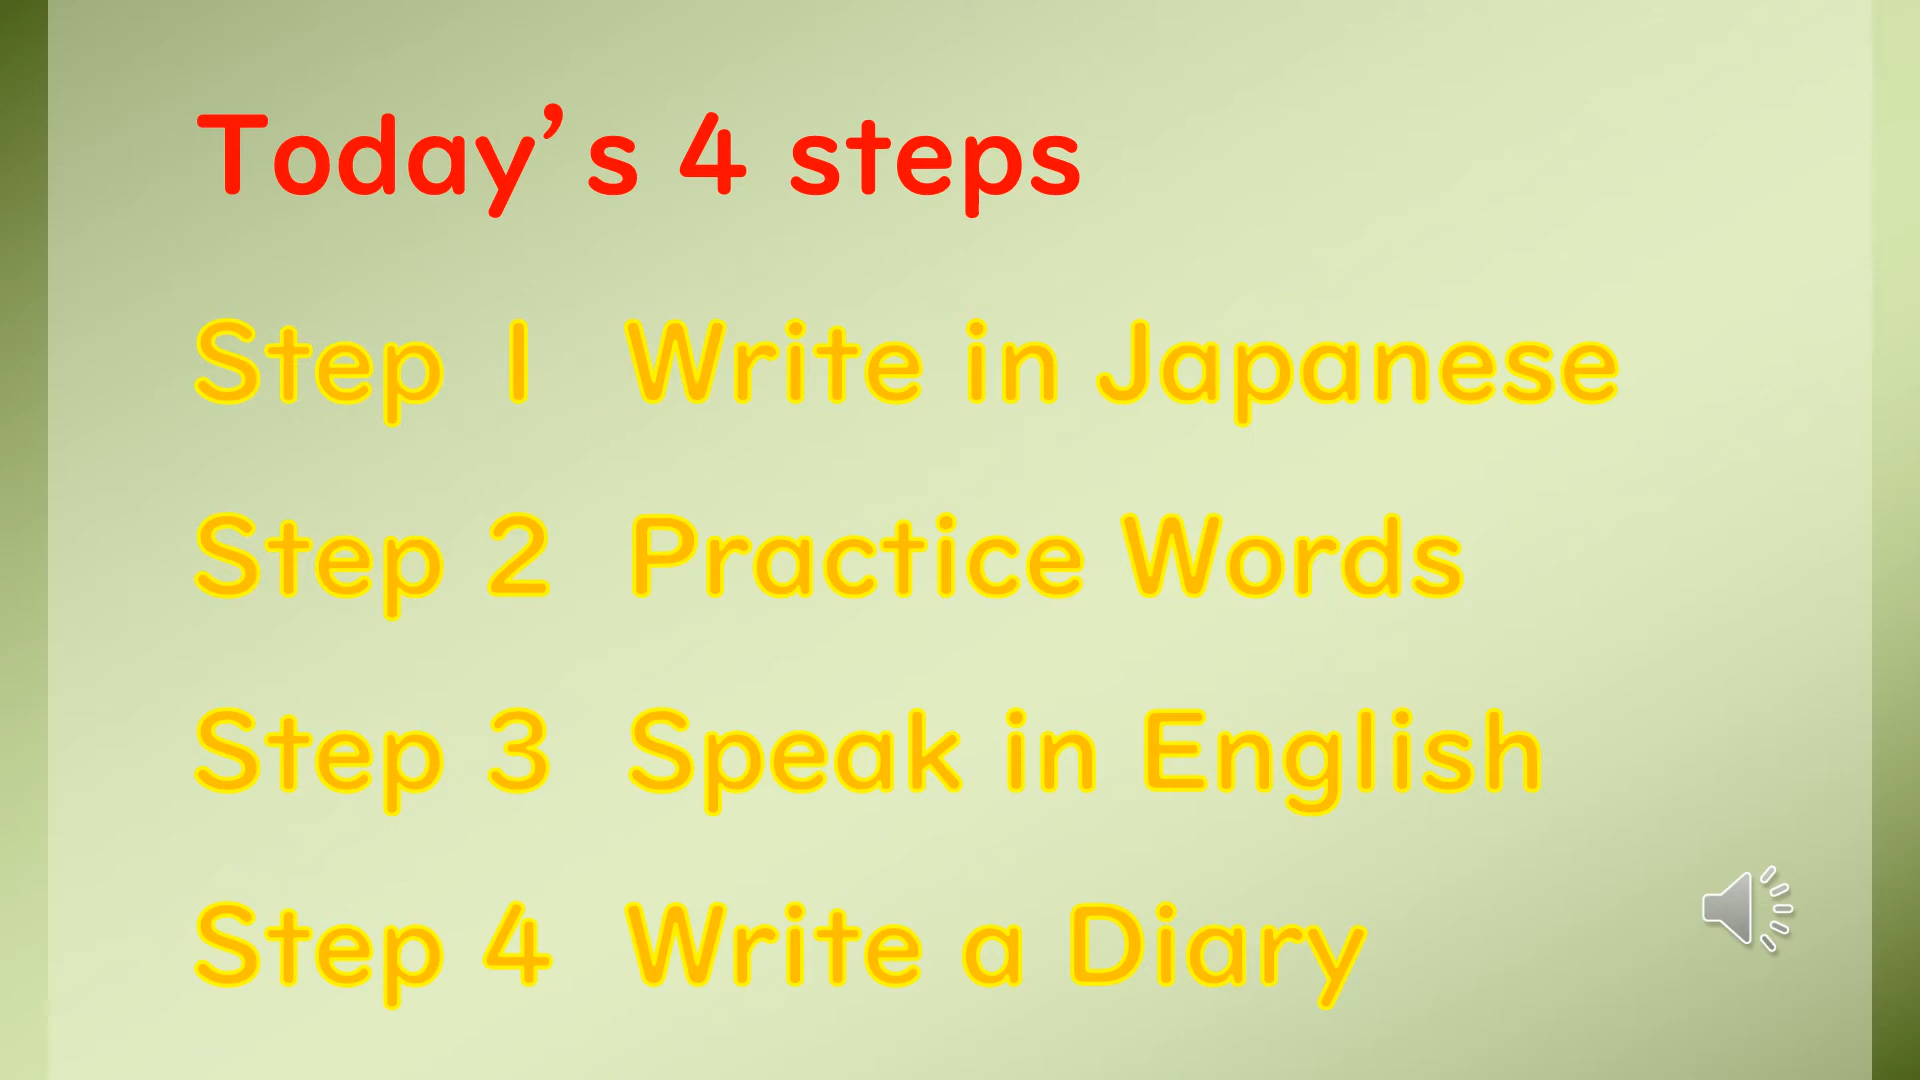 Today’s 4 steps
Step 1 Write in Japanese
Step 2 Practice Words
Step 3 Speak in English
Step 4 Write a Diary